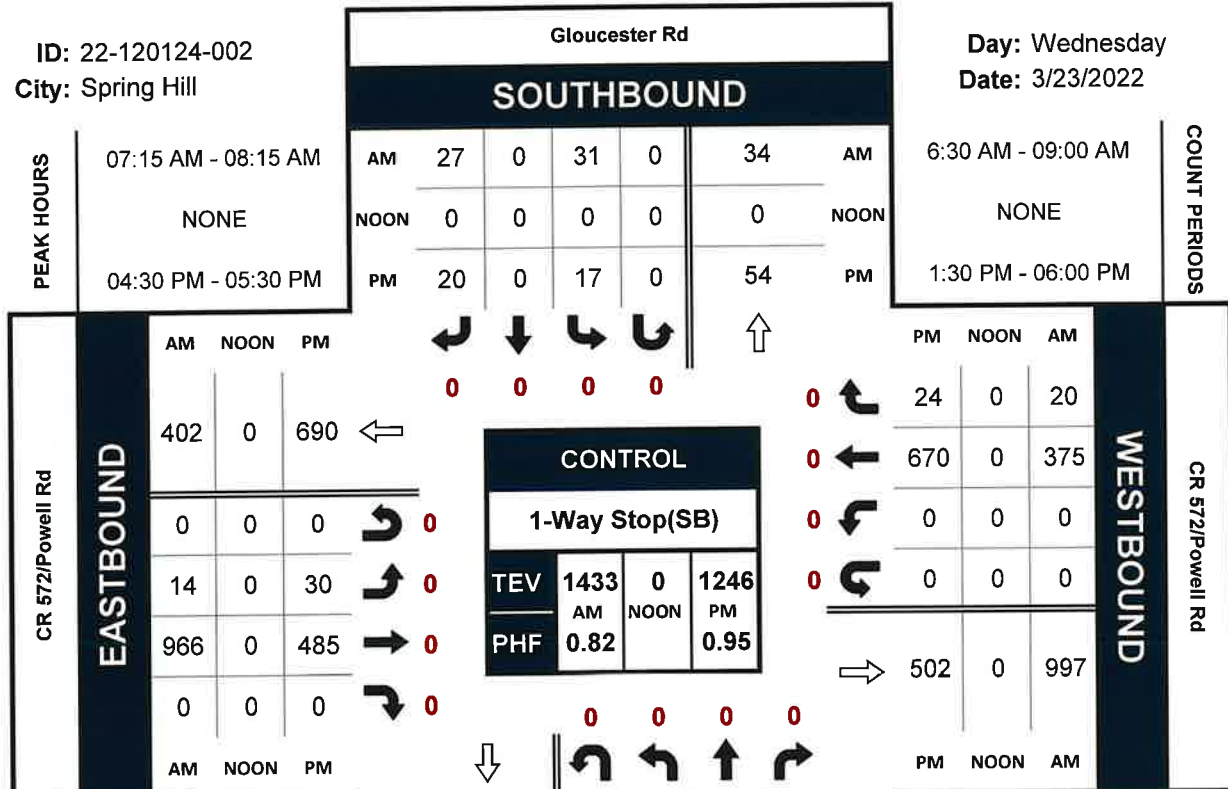 Gloucester Rd
ID: 22-120124-002
City: Spring Hill
Day: Wednesday
Date: 3/23/2022
SOUTHBOUND
PEAK HOURS
07:15 AM - 08:15 AM
NONE
04:30 PM - 05:30 PM
AM 27 0 31 0 34 AM
NOON 0 0 0 0 0 NOON
PM 20 0 17 0 54 PM
6:30 AM - 09:00 AM
NONE
1:30 PM - 06:00 PM
COUNT PERIODS
0 0 0 0
CR 572/Powell Rd
EASTBOUND
AM NOON PM
402 0 690
0 0 0 0
14 0 30 0
966 0 485 0
0 0 0 0
AM NOON PM
CONTROL
1-Way Stop(SB)
TEV 1433 0 1246
AM NOON PM
PHF 0.82 0.95
PM NOON AM
0 24 0 20
0 670 0 375
0 0 0 0
0 0 0 0
502 0 997
PM NOON AM
WESTBOUND
CR 572/Powell Rd
0 0 0 0